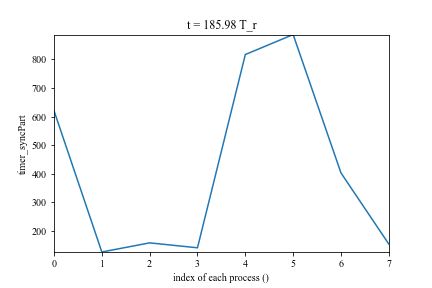 t = 185.98 T_r
800
700
600
500
400
300
200
timer_syncPart
0 1 2 3 4 5 6 7
index of each process ()